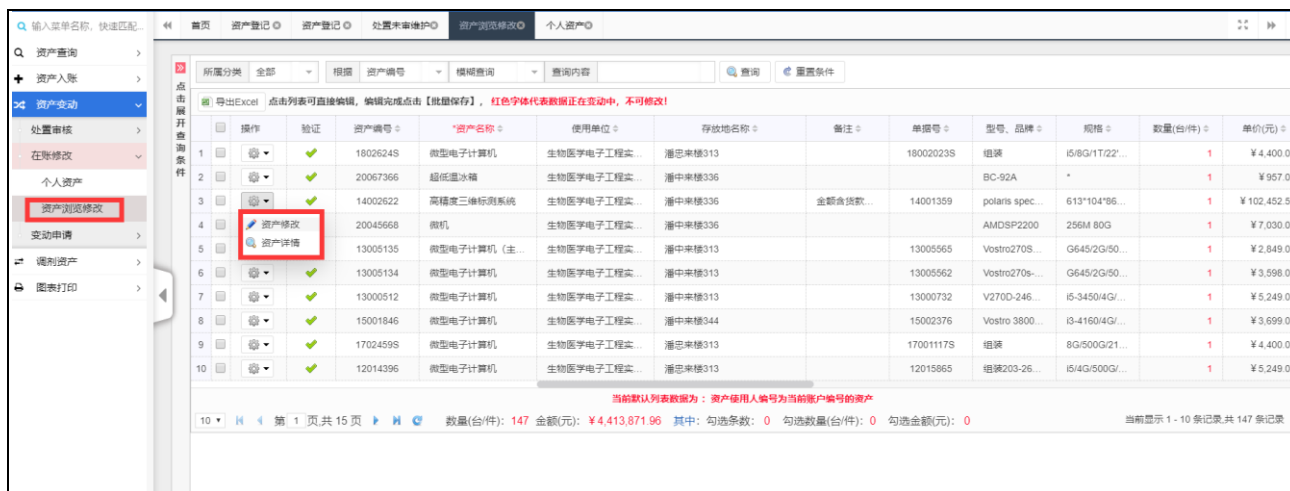 输入菜单名称，快速匹配...
首页 资产登记 资产登记 处置未审维护 资产浏览修改 个人资产
资产查询
资产入账
资产变动
处置审核
在账修改
个人资产
资产浏览修改
变动申请
调剂资产
图表打印
点击展开查询条件
所属分类 全部 根据 资产编号 模糊查询 查询内容 查询 重置条件
导出Excel 点击列表可直接编辑，编辑完成点击【批量保存】，红色字体代表数据正在变动中，不可修改！
操作 验证 资产编号 *资产名称 使用单位 存放地名称 备注 单据号 型号、品牌 规格 数量(台/件) 单价(元)
1 1802624S 微型电子计算机 生物医学电子工程实... 潘忠来楼313 18002023S 组装 i5/8G/1T/22'... 1 ¥4,400.0
2 20067366 超低温冰箱 生物医学电子工程实... 潘中来楼336 BC-92A * 1 ¥957.0
3 14002622 高精度三维标测系统 生物医学电子工程实... 潘中来楼336 金额含货款... 14001359 polaris spec... 613*104*86... 1 ¥102,452.5
4 20045668 微机 生物医学电子工程实... 潘中来楼336 AMDSP2200 256M 80G 1 ¥7,030.0
资产修改
资产详情
5 13005135 微型电子计算机（主... 生物医学电子工程实... 潘中来楼313 13005565 Vostro270S... G645/2G/50... 1 ¥2,849.0
6 13005134 微型电子计算机 生物医学电子工程实... 潘中来楼313 13005562 Vostro270s-... G645/2G/50... 1 ¥3,598.0
7 13000512 微型电子计算机 生物医学电子工程实... 潘中来楼313 13000732 V270D-246... i5-3450/4G/... 1 ¥5,249.0
8 15001846 微型电子计算机 生物医学电子工程实... 潘中来楼344 15002376 Vostro 3800... i3-4160/4G/... 1 ¥3,699.0
9 1702459S 微型电子计算机 生物医学电子工程实... 潘忠来楼313 17001117S 组装 8G/500G/21... 1 ¥4,400.0
10 12014396 微型电子计算机 生物医学电子工程实... 潘忠来楼313 12015865 组装203-26... i5/4G/500G/... 1 ¥5,249.0
当前默认列表数据为：资产使用人编号为当前账户编号的资产
10 第 1 页,共 15 页 数量(台/件)：147 金额(元)：¥4,413,871.96 其中：勾选条数：0 勾选数量(台/件)：0 勾选金额(元)：0 当前显示 1 - 10 条记录,共 147 条记录